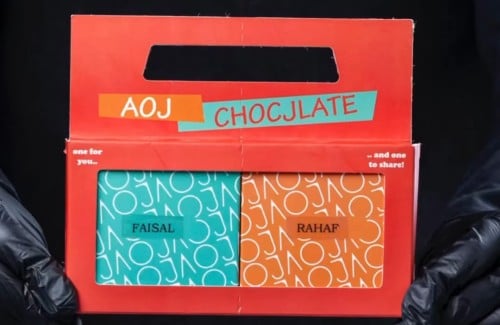 AOJ
CHOCJLATE
one for
you..
.. and one
to share!
FAISAL
RAHAF